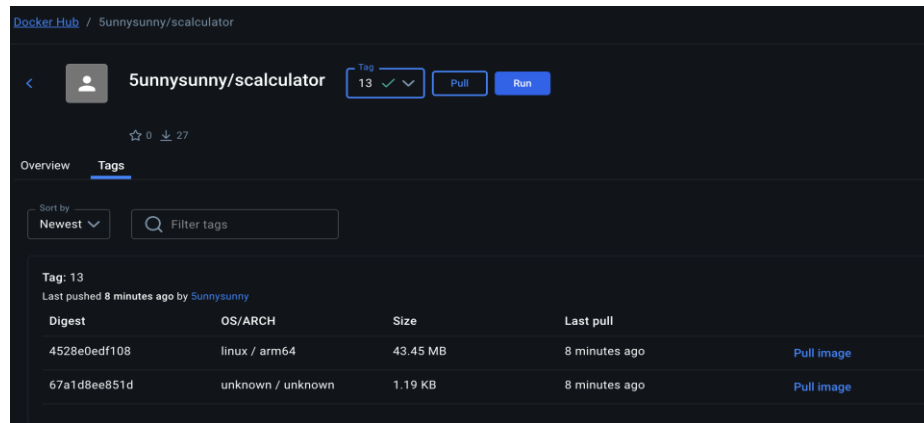 Docker Hub / 5unnysunny/scalculator
5unnysunny/scalculator
Tag
13
Pull
Run
0 27
Overview Tags
Sort by
Newest
Filter tags
Tag: 13
Last pushed 8 minutes ago by 5unnysunny
Digest OS/ARCH Size Last pull
4528e0edf108 linux / arm64 43.45 MB 8 minutes ago Pull image
67a1d8ee851d unknown / unknown 1.19 KB 8 minutes ago Pull image